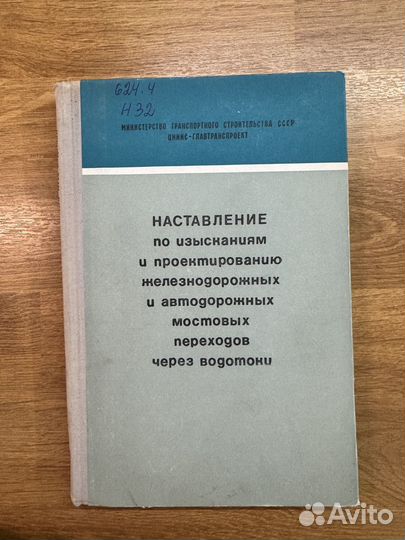 624.4
Н32
МИНИСТЕРСТВО ТРАНСПОРТНОГО СТРОИТЕЛЬСТВА СССР
ЦНИИС-ГЛАВТРАНСПРОЕКТ
НАСТАВЛЕНИЕ
по изысканиям
и проектированию
железнодорожных
и автодорожных
мостовых
переходов
через водотоки
Avito